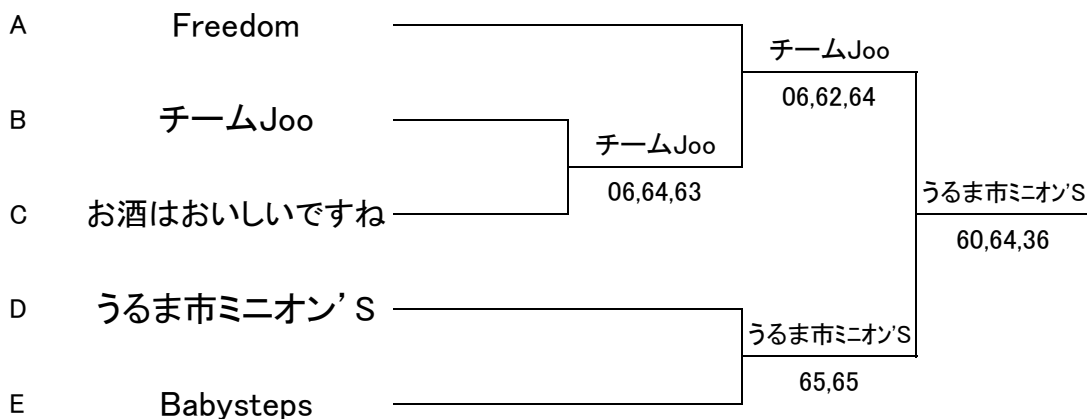 A Freedom
チームJoo
06,62,64
B チームJoo
チームJoo
06,64,63
C お酒はおいしいですね
うるま市ミニオン'S
60,64,36
D うるま市ミニオン’S
うるま市ミニオン'S
65,65
E Babysteps